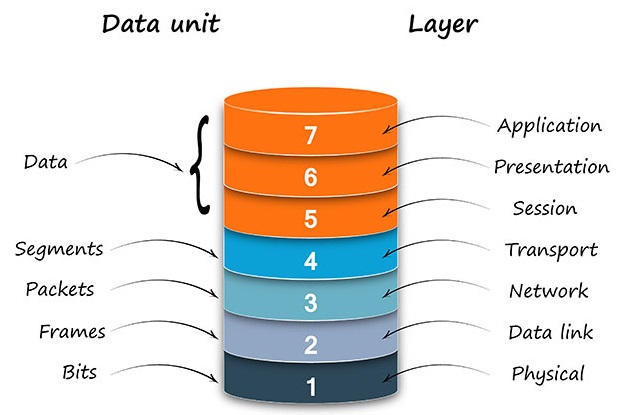 Data unit
Layer
7
Application
Data
6
Presentation
5
Session
Segments
4
Transport
Packets
3
Network
Frames
2
Data link
Bits
1
Physical